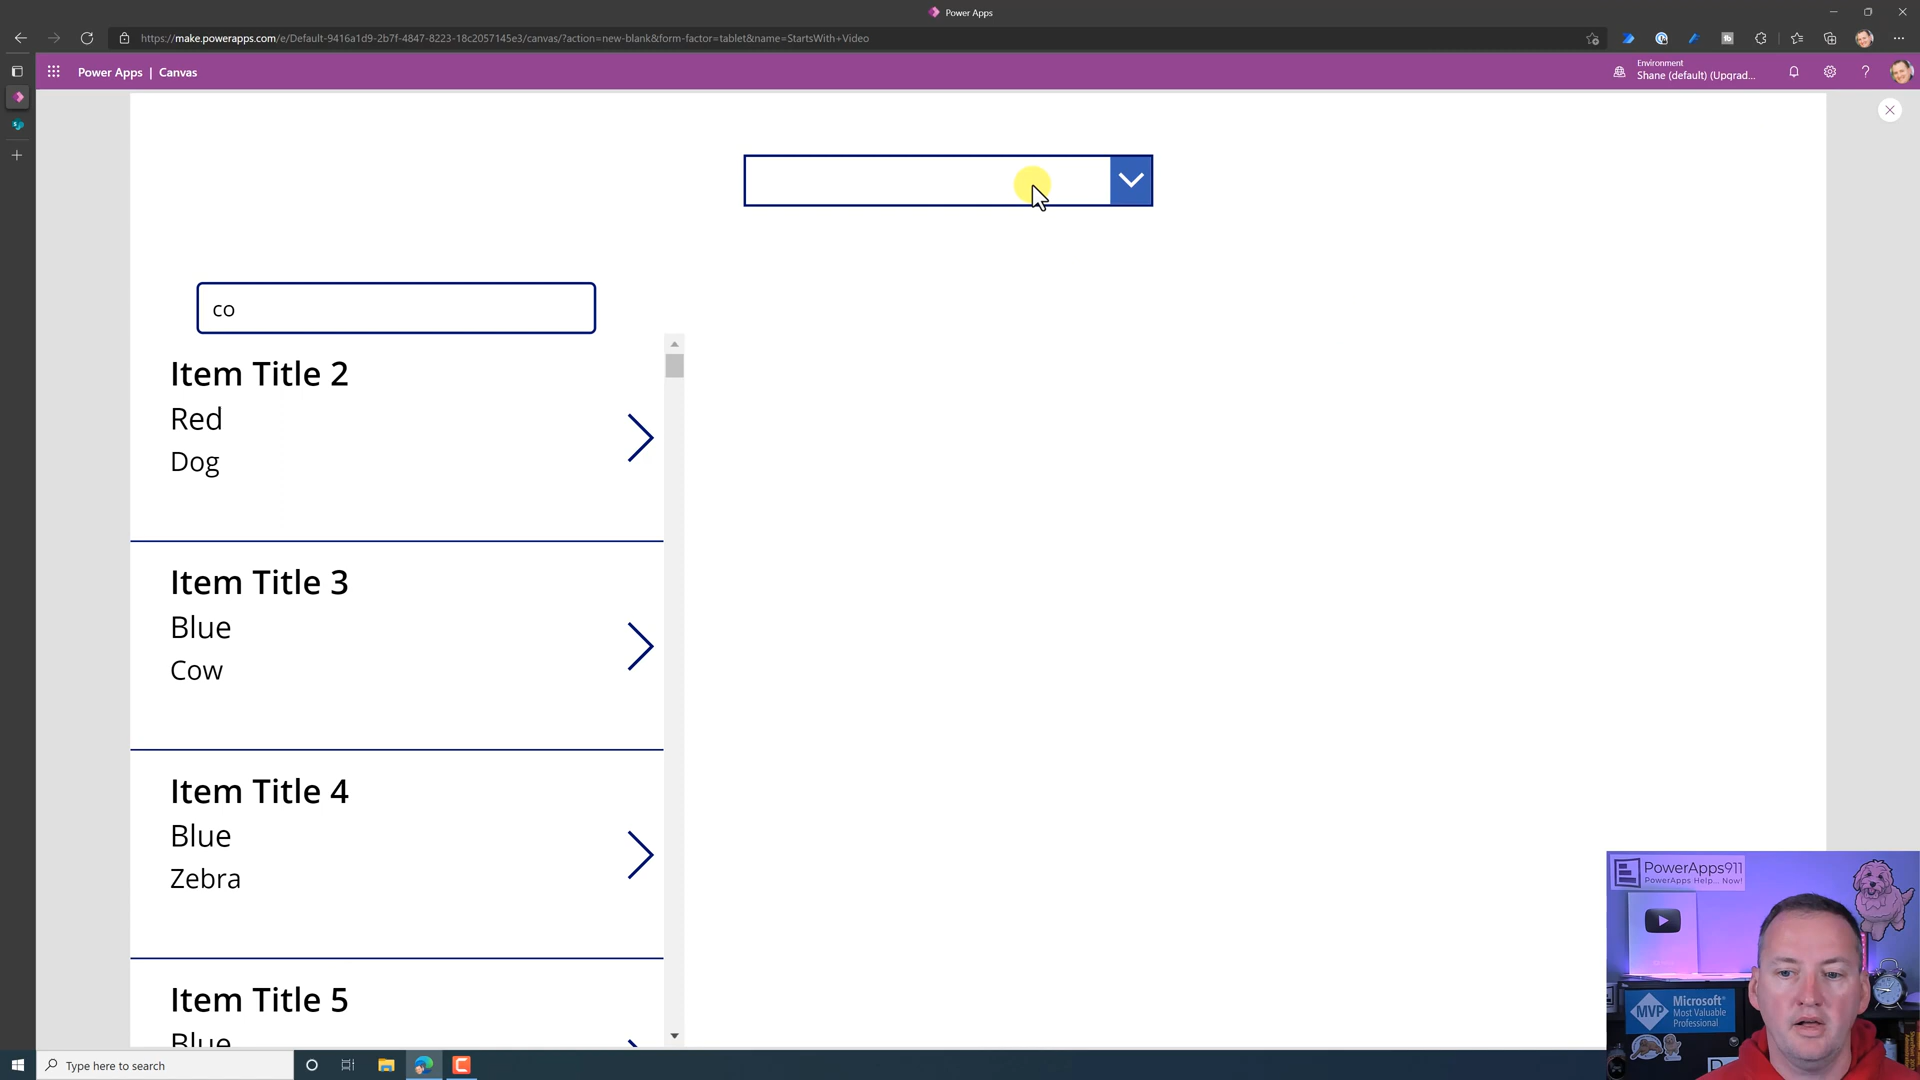 Power Apps
https://make.powerapps.com/e/Default-9416a1d9-2b7f-4847-8223-18c2057145e3/canvas/?action=new-blank&form-factor=tablet&name=StartsWith+Video
Power Apps | Canvas
Environment
Shane (default) (Upgrad...
co
Item Title 2
Red
Dog
Item Title 3
Blue
Cow
Item Title 4
Blue
Zebra
Item Title 5
Blue
PowerApps911
PowerApps Help... Now!
MVP
Microsoft®
Most Valuable
Professional
Type here to search